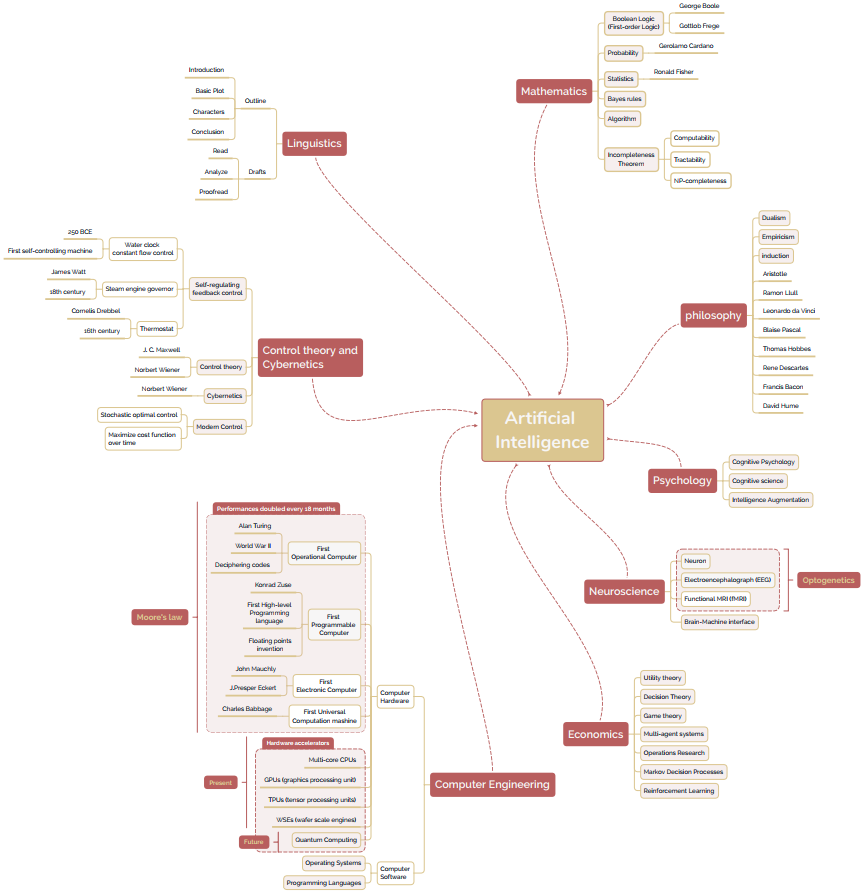 George Boole
Boolean Logic
(First-order Logic)
Gottlob Frege
Probability
Gerolamo Cardano
Statistics
Ronald Fisher
Mathematics
Bayes rules
Algorithm
Incompleteness
Theorem
Computability
Tractability
NP-completeness
Introduction
Basic Plot
Characters
Conclusion
Outline
Linguistics
Read
Analyze
Proofread
Drafts
250 BCE
First self-controlling machine
Water clock
constant flow control
James Watt
18th century
Steam engine governor
Self-regulating
feedback control
Cornelis Drebbel
16th century
Thermostat
J. C. Maxwell
Norbert Wiener
Control theory
Control theory and
Cybernetics
Norbert Wiener
Cybernetics
Stochastic optimal control
Maximize cost function
over time
Modern Control
Dualism
Empiricism
induction
Aristotle
Ramon Llull
Leonardo da Vinci
philosophy
Blaise Pascal
Thomas Hobbes
Rene Descartes
Francis Bacon
David Hume
Artificial
Intelligence
Psychology
Cognitive Psychology
Cognitive science
Intelligence Augmentation
Neuroscience
Neuron
Electroencephalograph (EEG)
Functional MRI (fMRI)
Optogenetics
Brain-Machine interface
Economics
Utility theory
Decision Theory
Game theory
Multi-agent systems
Operations Research
Markov Decision Processes
Reinforcement Learning
Performances doubled every 18 months
Alan Turing
World War II
Deciphering codes
First
Operational Computer
Konrad Zuse
First High-level
Programming
language
Floating points
invention
First
Programmable
Computer
Moore's law
John Mauchly
J.Presper Eckert
First
Electronic Computer
Charles Babbage
First Universal
Computation mashine
Computer
Hardware
Hardware accelerators
Multi-core CPUs
GPUs (graphics processing unit)
TPUs (tensor processing units)
WSEs (wafer scale engines)
Present
Future
Quantum Computing
Computer Engineering
Operating Systems
Programming Languages
Computer
Software